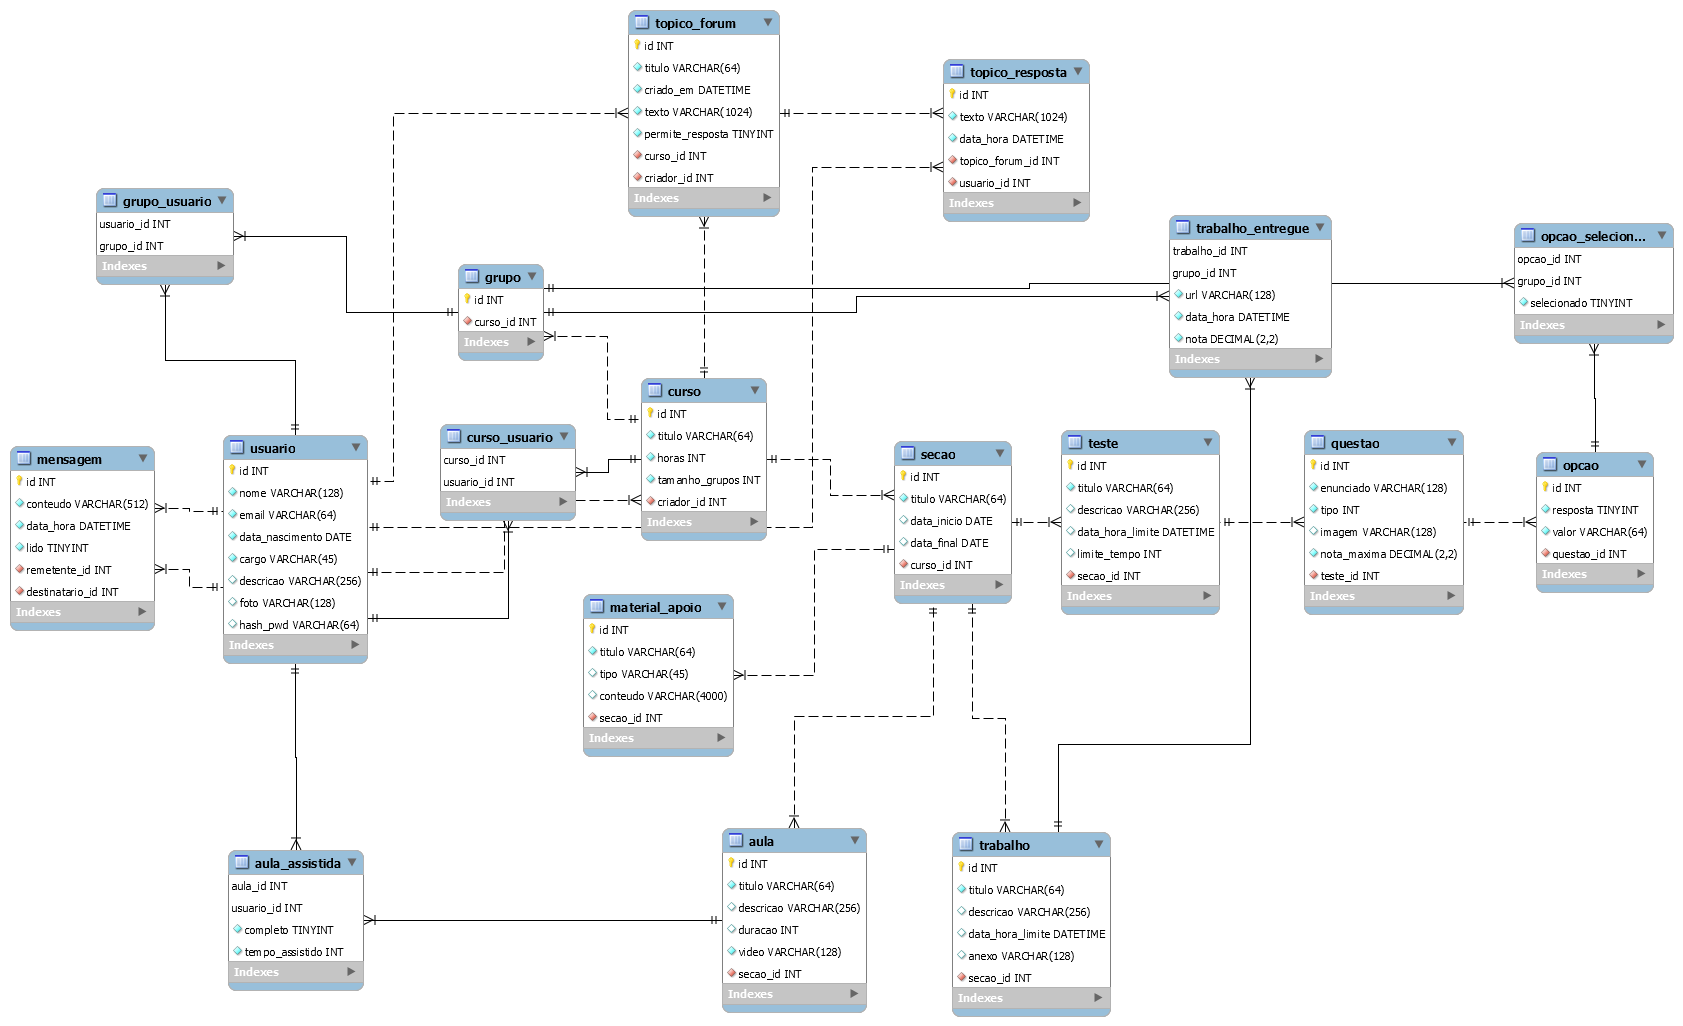 topico_forum
id INT
titulo VARCHAR(64)
criado_em DATETIME
texto VARCHAR(1024)
permite_resposta TINYINT
curso_id INT
criador_id INT
Indexes
topico_resposta
id INT
texto VARCHAR(1024)
data_hora DATETIME
topico_forum_id INT
usuario_id INT
Indexes
grupo_usuario
usuario_id INT
grupo_id INT
Indexes
trabalho_entregue
trabalho_id INT
grupo_id INT
url VARCHAR(128)
data_hora DATETIME
nota DECIMAL(2,2)
Indexes
opcao_selecion...
opcao_id INT
grupo_id INT
selecionado TINYINT
Indexes
grupo
id INT
curso_id INT
Indexes
curso
id INT
titulo VARCHAR(64)
horas INT
tamanho_grupos INT
criador_id INT
Indexes
curso_usuario
curso_id INT
usuario_id INT
Indexes
usuario
id INT
nome VARCHAR(128)
email VARCHAR(64)
data_nascimento DATE
cargo VARCHAR(45)
descricao VARCHAR(256)
foto VARCHAR(128)
hash_pwd VARCHAR(64)
Indexes
mensagem
id INT
conteudo VARCHAR(512)
data_hora DATETIME
lido TINYINT
remetente_id INT
destinatario_id INT
Indexes
secao
id INT
titulo VARCHAR(64)
data_inicio DATE
data_final DATE
curso_id INT
Indexes
teste
id INT
titulo VARCHAR(64)
descricao VARCHAR(256)
data_hora_limite DATETIME
limite_tempo INT
secao_id INT
Indexes
questao
id INT
enunciado VARCHAR(128)
tipo INT
imagem VARCHAR(128)
nota_maxima DECIMAL(2,2)
teste_id INT
Indexes
opcao
id INT
resposta TINYINT
valor VARCHAR(64)
questao_id INT
Indexes
material_apoio
id INT
titulo VARCHAR(64)
tipo VARCHAR(45)
conteudo VARCHAR(4000)
secao_id INT
Indexes
aula_assistida
aula_id INT
usuario_id INT
completo TINYINT
tempo_assistido INT
Indexes
aula
id INT
titulo VARCHAR(64)
descricao VARCHAR(256)
duracao INT
video VARCHAR(128)
secao_id INT
Indexes
trabalho
id INT
titulo VARCHAR(64)
descricao VARCHAR(256)
data_hora_limite DATETIME
anexo VARCHAR(128)
secao_id INT
Indexes